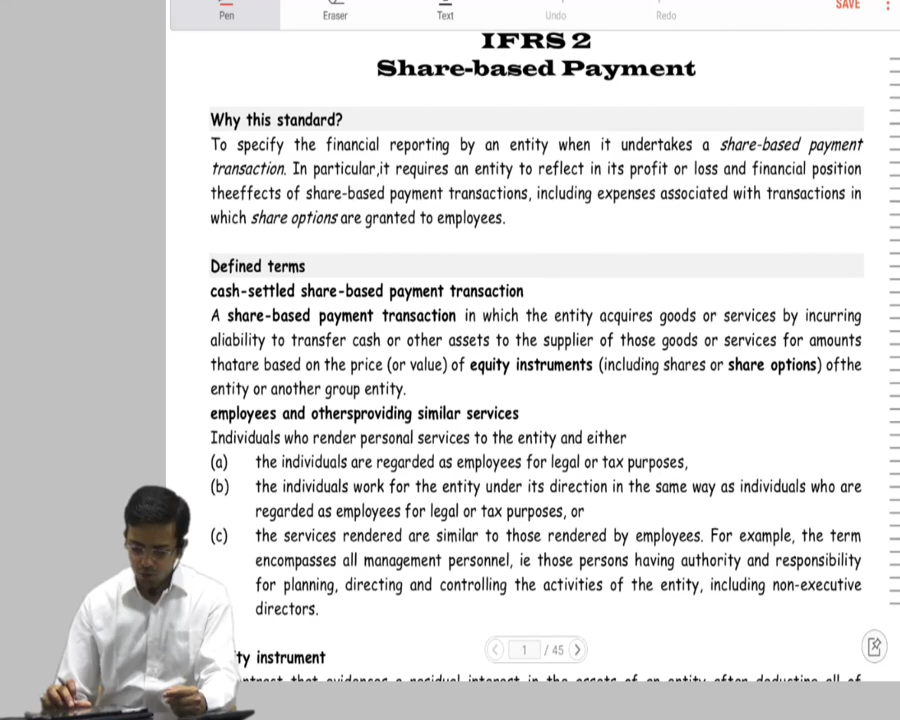 Pen Eraser Text Undo Redo SAVE
IFRS 2
Share-based Payment
Why this standard?
To specify the financial reporting by an entity when it undertakes a share-based payment
transaction. In particular,it requires an entity to reflect in its profit or loss and financial position
theeffects of share-based payment transactions, including expenses associated with transactions in
which share options are granted to employees.
Defined terms
cash-settled share-based payment transaction
A share-based payment transaction in which the entity acquires goods or services by incurring
aliability to transfer cash or other assets to the supplier of those goods or services for amounts
thatare based on the price (or value) of equity instruments (including shares or share options) ofthe
entity or another group entity.
employees and othersproviding similar services
Individuals who render personal services to the entity and either
(a) the individuals are regarded as employees for legal or tax purposes,
(b) the individuals work for the entity under its direction in the same way as individuals who are
regarded as employees for legal or tax purposes, or
(c) the services rendered are similar to those rendered by employees. For example, the term
encompasses all management personnel, ie those persons having authority and responsibility
for planning, directing and controlling the activities of the entity, including non-executive
directors.
1 / 45
ty instrument